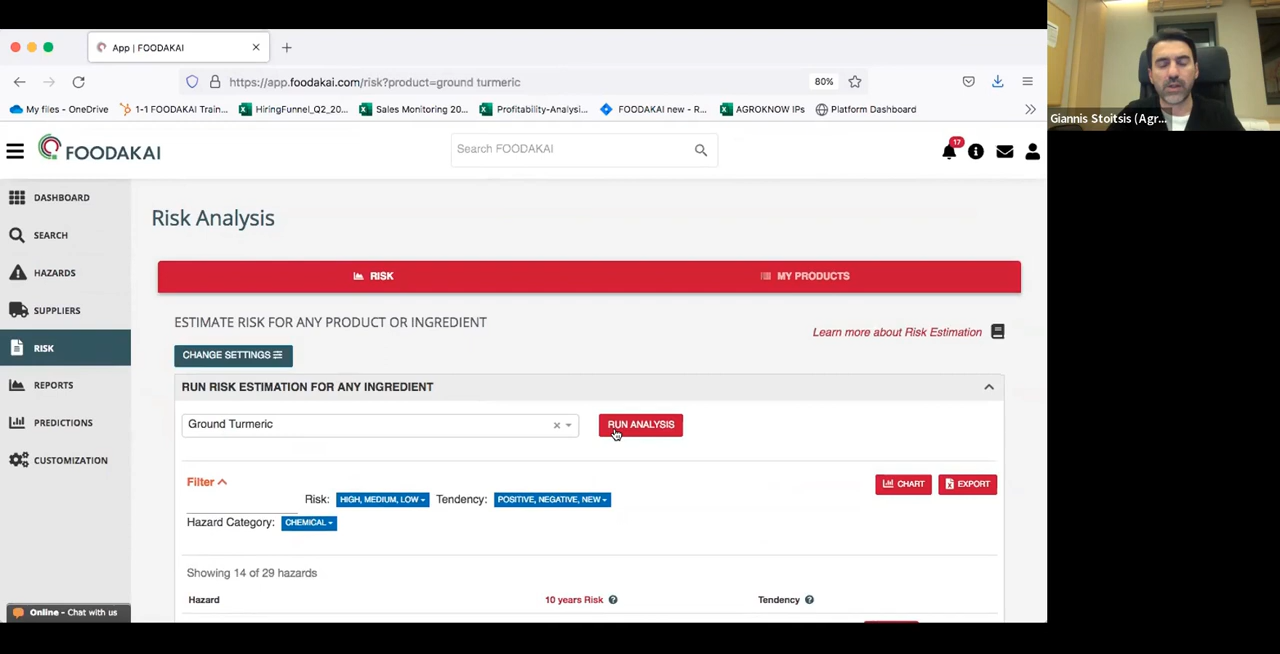 App | FOODAKAI
https://app.foodakai.com/risk?product=ground turmeric
80%
My files - OneDrive
1-1 FOODAKAI Train...
HiringFunnel_Q2_20...
Sales Monitoring 20...
Profitability-Analysi...
FOODAKAI new - R...
AGROKNOW IPs
Platform Dashboard
Giannis Stoitsis (Agr...
FOODAKAI
Search FOODAKAI
17
DASHBOARD
SEARCH
HAZARDS
SUPPLIERS
RISK
REPORTS
PREDICTIONS
CUSTOMIZATION
Online - Chat with us
Risk Analysis
RISK
MY PRODUCTS
ESTIMATE RISK FOR ANY PRODUCT OR INGREDIENT
Learn more about Risk Estimation
CHANGE SETTINGS
RUN RISK ESTIMATION FOR ANY INGREDIENT
Ground Turmeric
RUN ANALYSIS
Filter
CHART
EXPORT
Risk: HIGH, MEDIUM, LOW Tendency: POSITIVE, NEGATIVE, NEW
Hazard Category: CHEMICAL
Showing 14 of 29 hazards
Hazard 10 years Risk Tendency